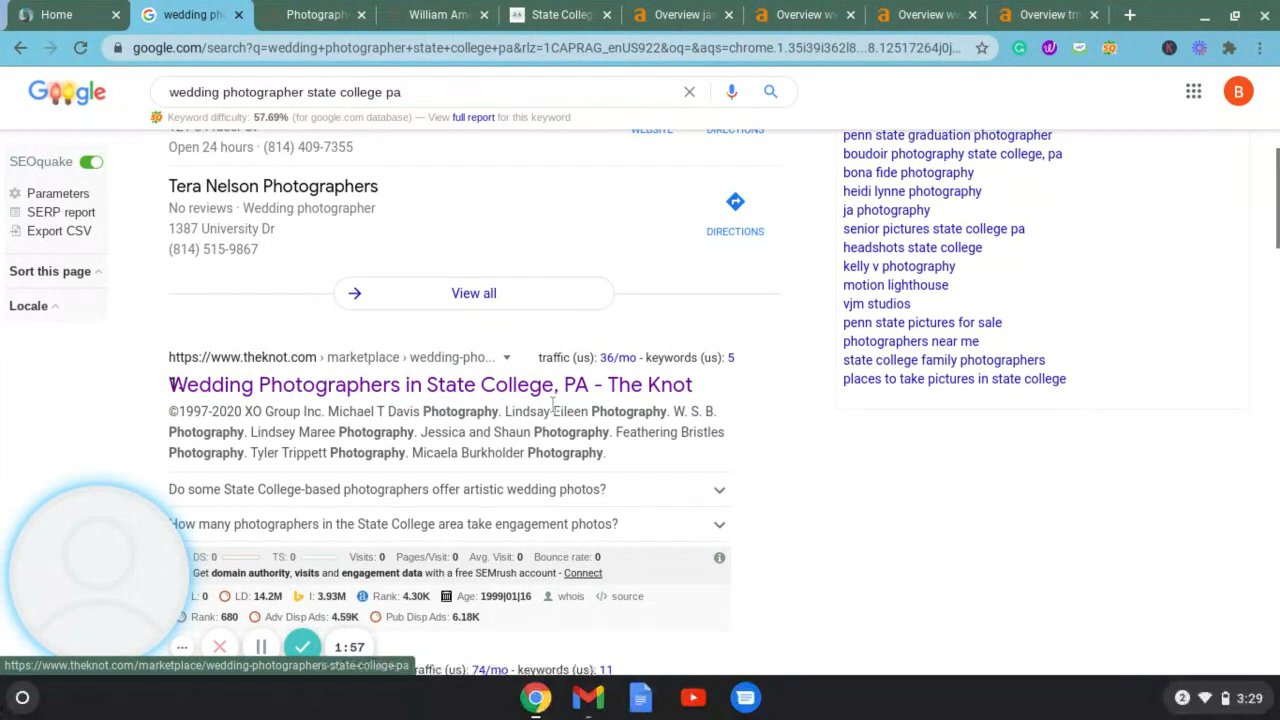 Home
wedding ph
Photographers
William Am
State Colleg
Overview ja
Overview w
Overview w
Overview tm
google.com/search?q=wedding+photographer+state+college+pa&rlz=1CAPRAG_enUS922&oq=&aqs=chrome.1.35i39i362l8...8.12517264j0j...
Google
wedding photographer state college pa
B
Keyword difficulty: 57.69% (for google.com database) — View full report for this keyword
SEOquake
Parameters
SERP report
Export CSV
Sort this page
Locale
WEBSITE
DIRECTIONS
Open 24 hours · (814) 409-7355
Tera Nelson Photographers
No reviews · Wedding photographer
1387 University Dr
(814) 515-9867
DIRECTIONS
View all
https://www.theknot.com › marketplace › wedding-pho...
traffic (us): 36/mo - keywords (us): 5
Wedding Photographers in State College, PA - The Knot
©1997-2020 XO Group Inc. Michael T Davis Photography. Lindsay Eileen Photography. W. S. B.
Photography. Lindsey Maree Photography. Jessica and Shaun Photography. Feathering Bristles
Photography. Tyler Trippett Photography. Micaela Burkholder Photography.
Do some State College-based photographers offer artistic wedding photos?
How many photographers in the State College area take engagement photos?
DS: 0 TS: 0 Visits: 0 Pages/Visit: 0 Avg. Visit: 0 Bounce rate: 0
Get domain authority, visits and engagement data with a free SEMrush account - Connect
L: 0 LD: 14.2M I: 3.93M Rank: 4.30K Age: 1999|01|16 whois source
Rank: 680 Adv Disp Ads: 4.59K Pub Disp Ads: 6.18K
1:57
https://www.theknot.com/marketplace/wedding-photographers-state-college-pa
traffic (us): 74/mo - keywords (us): 11
penn state graduation photographer
boudoir photography state college, pa
bona fide photography
heidi lynne photography
ja photography
senior pictures state college pa
headshots state college
kelly v photography
motion lighthouse
vjm studios
penn state pictures for sale
photographers near me
state college family photographers
places to take pictures in state college
2
3:29